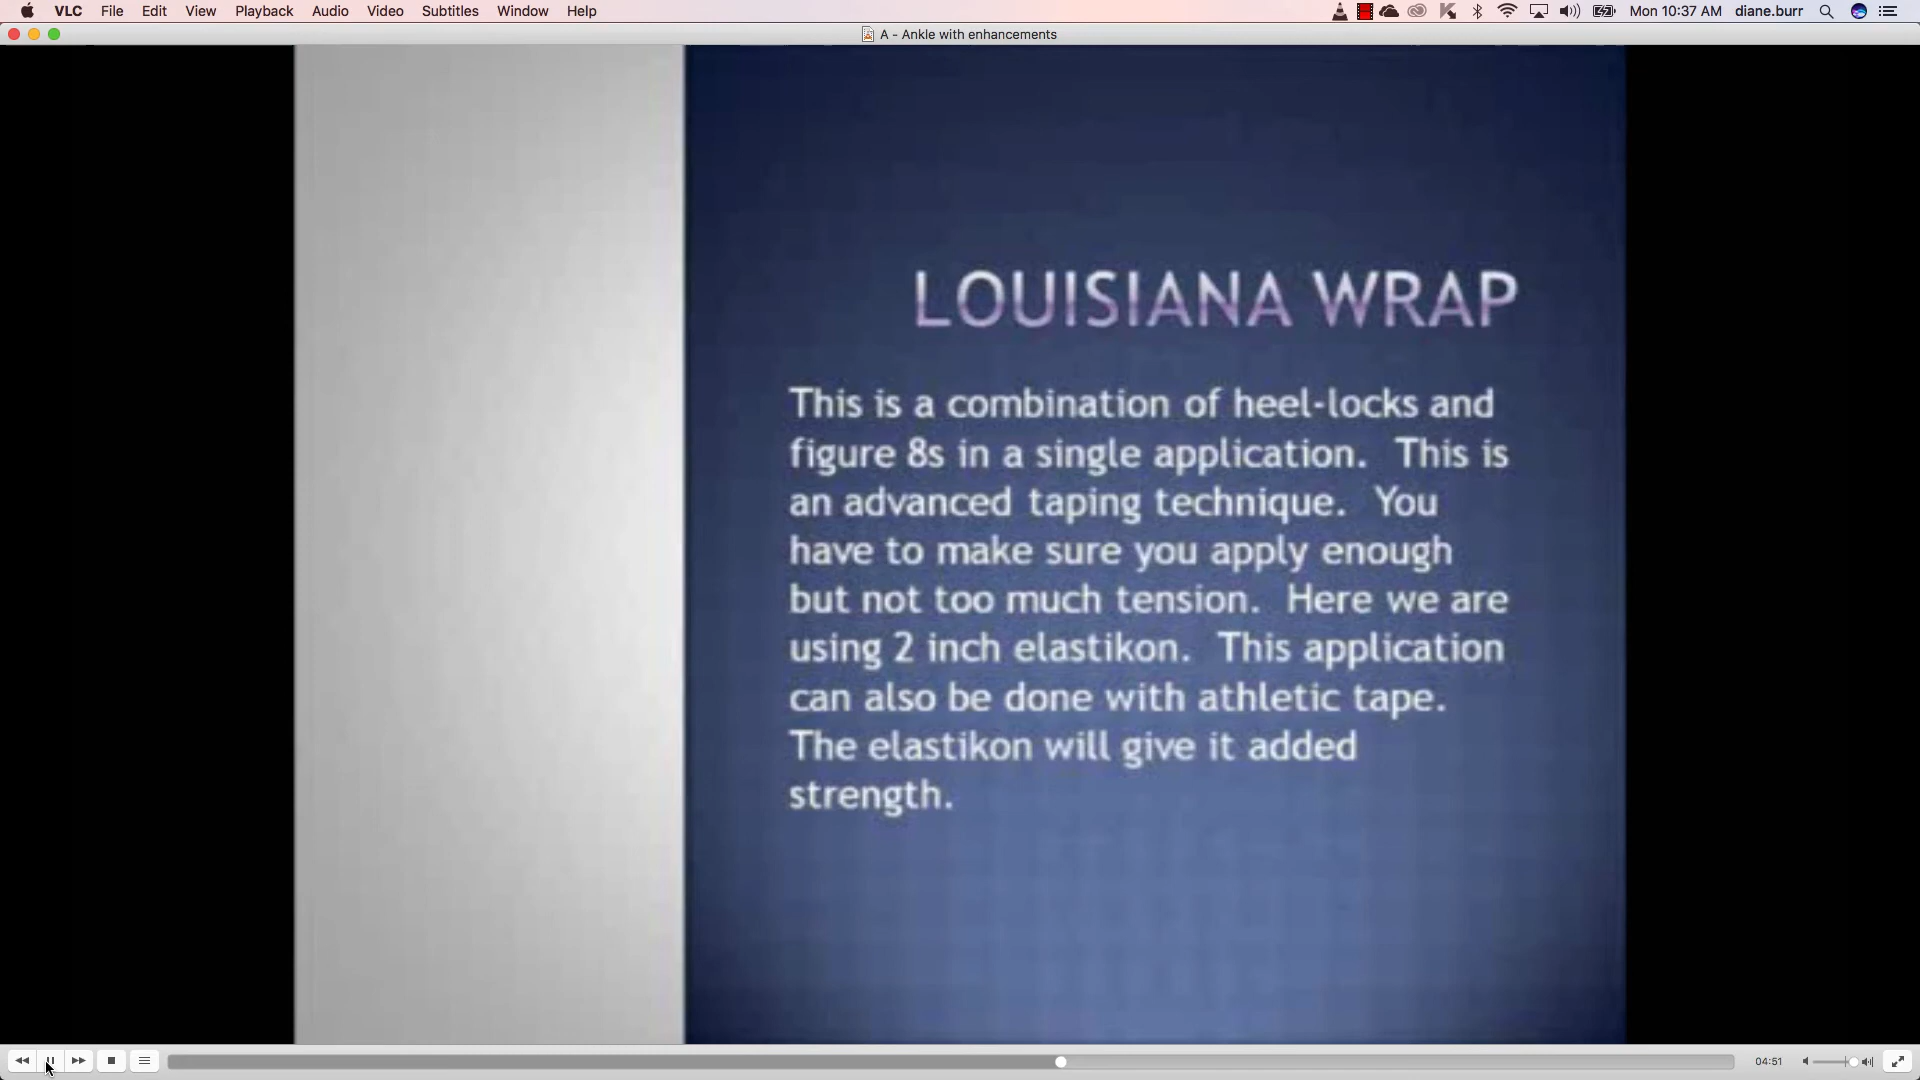 VLC File Edit View Playback Audio Video Subtitles Window Help Mon 10:37 AM diane.burr
A - Ankle with enhancements
LOUISIANA WRAP
This is a combination of heel-locks and
figure 8s in a single application. This is
an advanced taping technique. You
have to make sure you apply enough
but not too much tension. Here we are
using 2 inch elastikon. This application
can also be done with athletic tape.
The elastikon will give it added
strength.
04:51